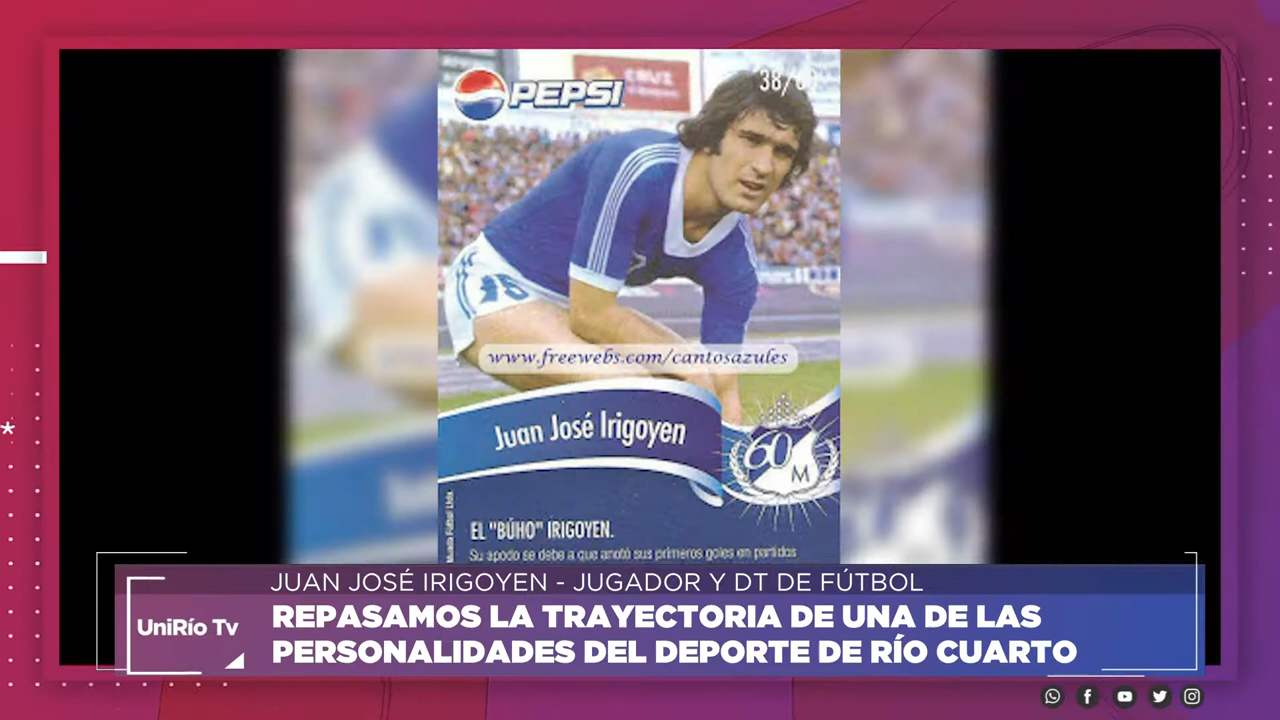 PEPSI
38/
15
www.freewebs.com/cantosazules
Juan José Irigoyen
60
M
EL "BÚHO" IRIGOYEN.
Su apodo se debe a que anotó sus primeros goles en partidos
JUAN JOSÉ IRIGOYEN - JUGADOR Y DT DE FÚTBOL
UniRío Tv
REPASAMOS LA TRAYECTORIA DE UNA DE LAS
PERSONALIDADES DEL DEPORTE DE RÍO CUARTO